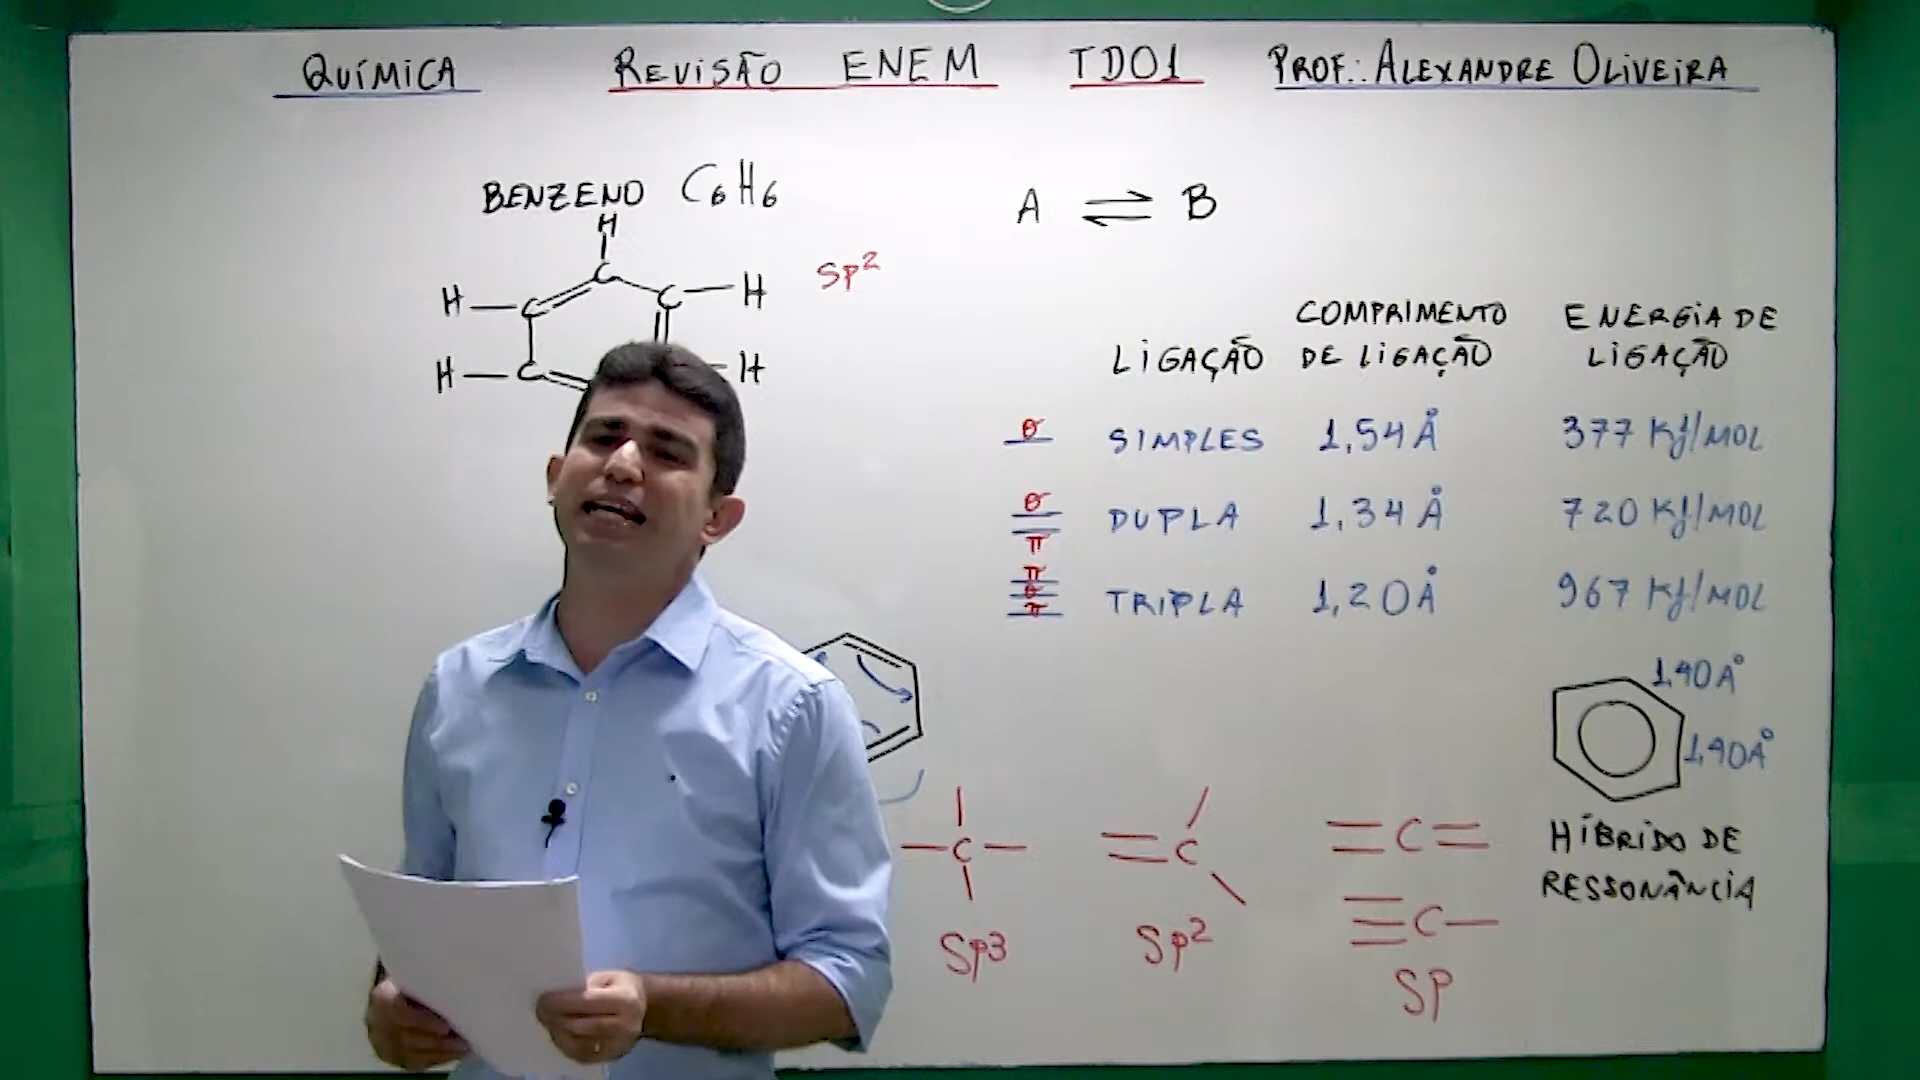 QUÍMICA REVISÃO ENEM TD01 PROF.: ALEXANDRE OLIVEIRA
BENZENO C6H6
H
C
H C H
H C H
sp²
A ⇌ B
LIGAÇÃO COMPRIMENTO DE LIGAÇÃO ENERGIA DE LIGAÇÃO
σ SIMPLES 1,54 Å 377 KJ/MOL
σ π DUPLA 1,34 Å 720 KJ/MOL
π σ π TRIPLA 1,20 Å 967 KJ/MOL
1,40 A°
1,40 A°
HÍBRIDO DE
RESSONÂNCIA
C
sp3
C
sp²
=C=
≡C-
sp